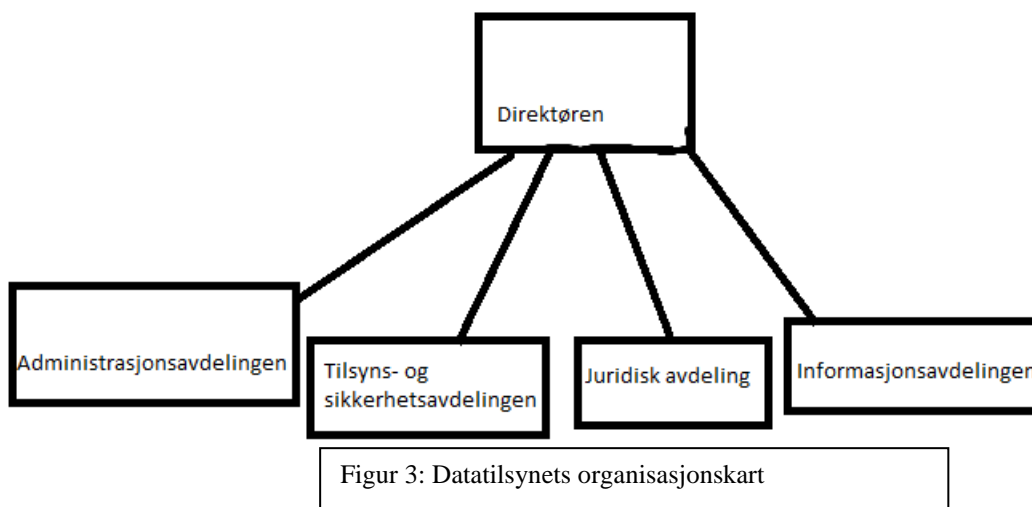 Direktøren
Administrasjonsavdelingen
Tilsyns- og
sikkerhetsavdelingen
Juridisk avdeling
Informasjonsavdelingen
Figur 3: Datatilsynets organisasjonskart